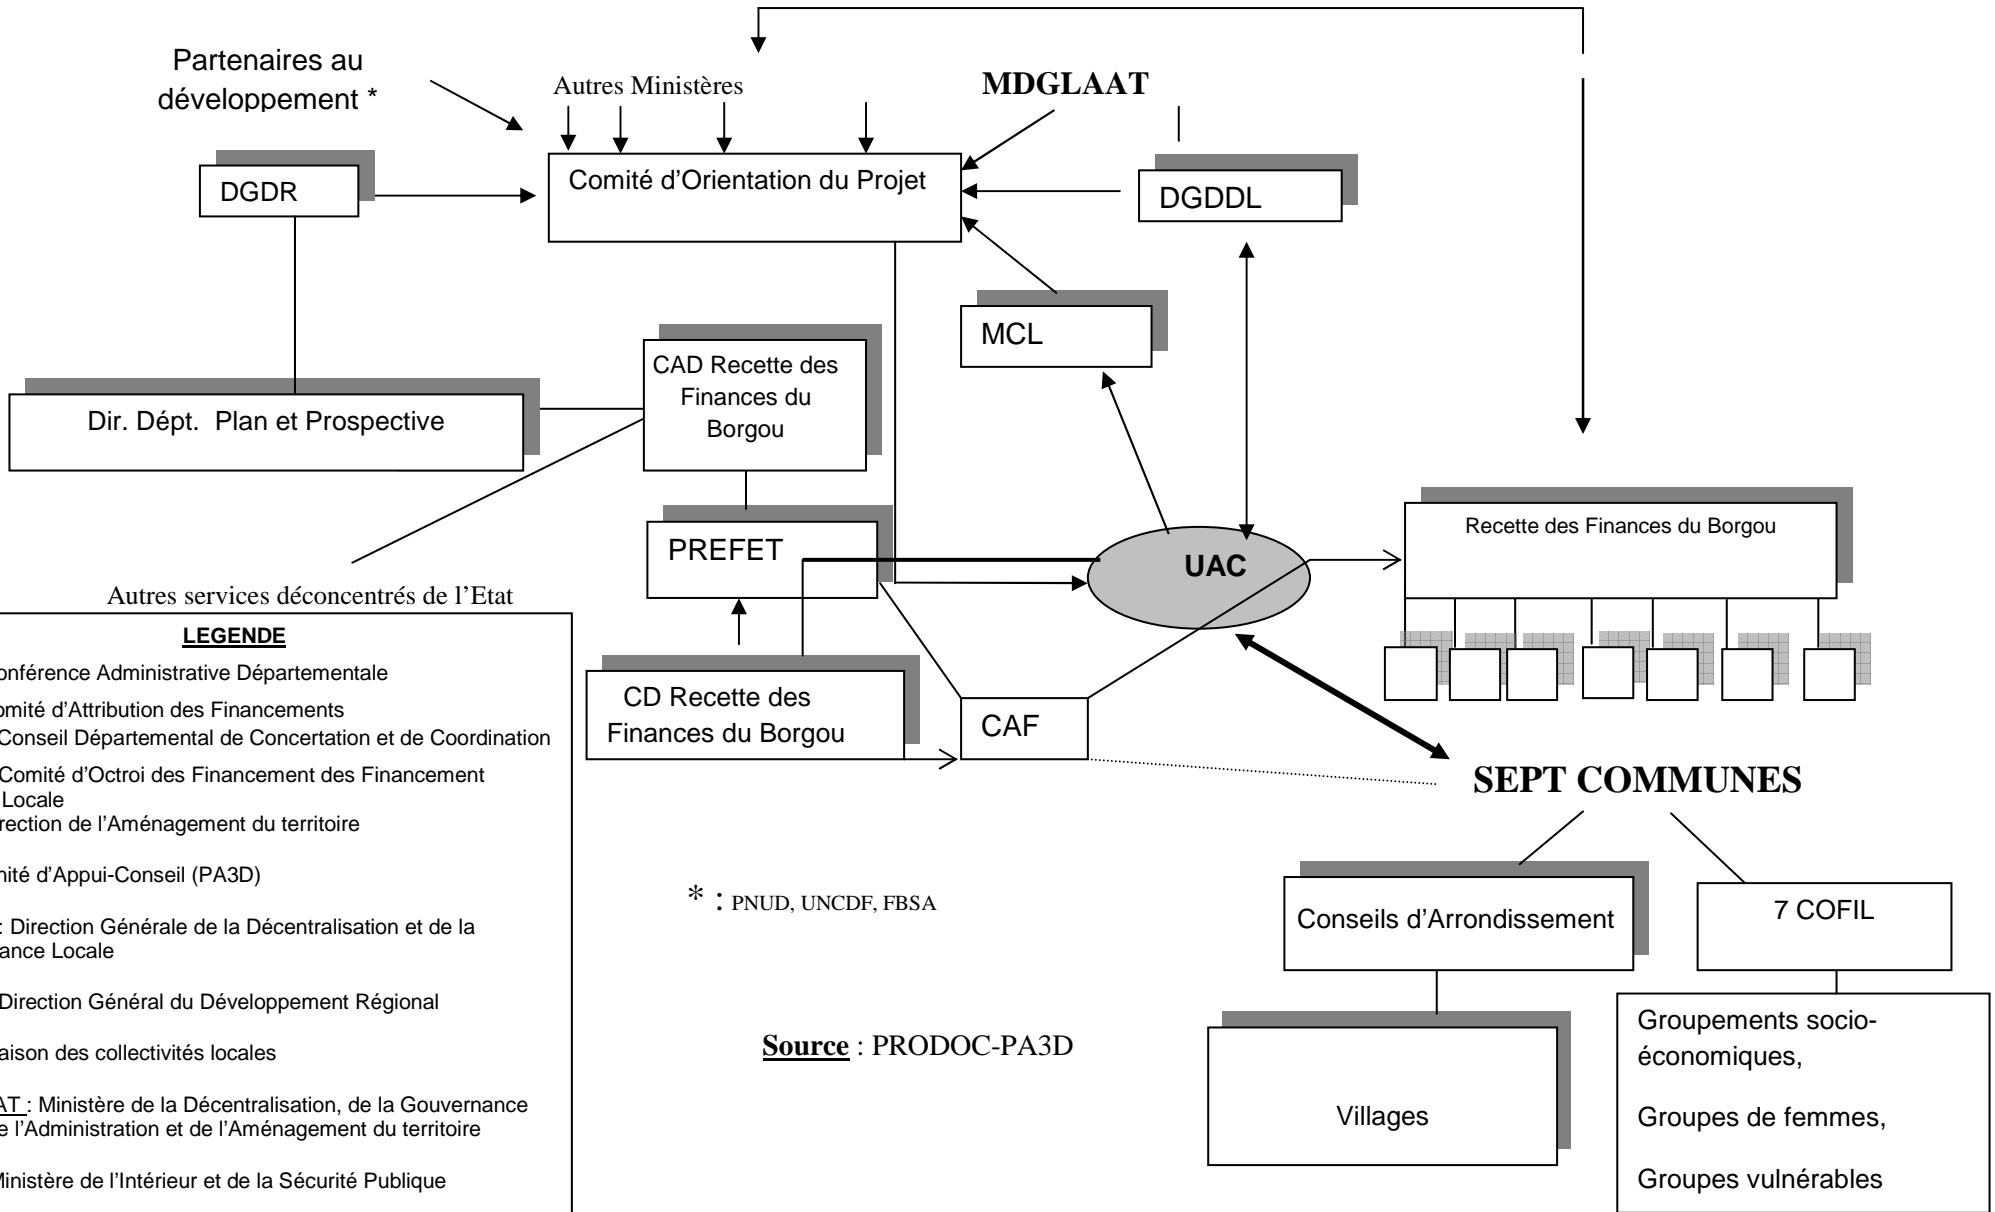 Partenaires au
développement *
Autres Ministères
MDGLAAT
DGDR
Comité d'Orientation du Projet
DGDDL
MCL
CAD Recette des
Finances du
Borgou
Dir. Dépt. Plan et Prospective
PREFET
UAC
Recette des Finances du Borgou
Autres services déconcentrés de l'Etat
LEGENDE
onférence Administrative Départementale
omité d'Attribution des Financements
Conseil Départemental de Concertation et de Coordination
Comité d'Octroi des Financement des Financement
Locale
rection de l'Aménagement du territoire
nité d'Appui-Conseil (PA3D)
: Direction Générale de la Décentralisation et de la
ance Locale
Direction Général du Développement Régional
aison des collectivités locales
AT : Ministère de la Décentralisation, de la Gouvernance
e l'Administration et de l'Aménagement du territoire
Ministère de l'Intérieur et de la Sécurité Publique
CD Recette des
Finances du Borgou
CAF
SEPT COMMUNES
* : PNUD, UNCDF, FBSA
Conseils d'Arrondissement
7 COFIL
Source : PRODOC-PA3D
Villages
Groupements socio-
économiques,
Groupes de femmes,
Groupes vulnérables